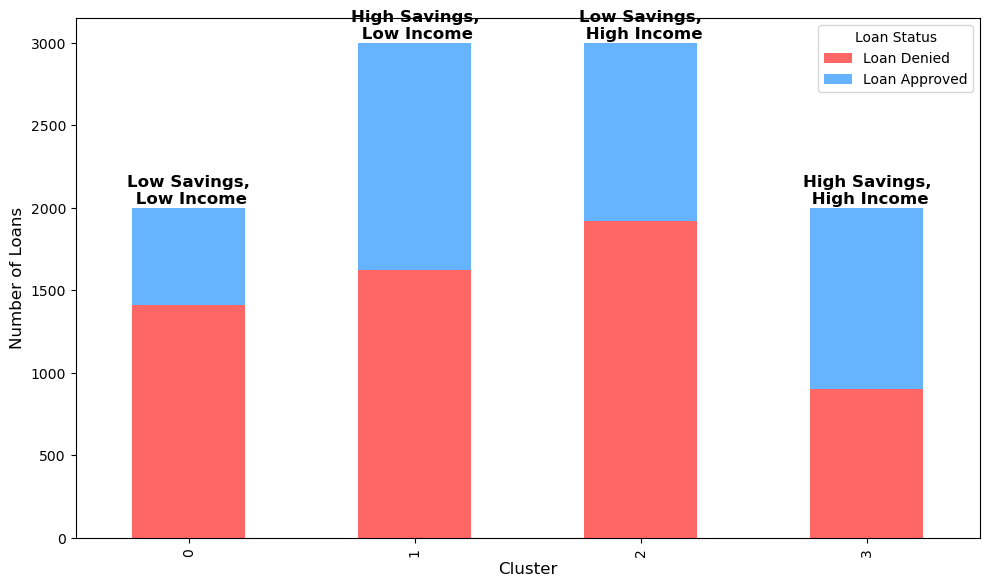 High Savings,
Low Income
Low Savings,
High Income
Loan Status
Loan Denied
Loan Approved
Low Savings,
Low Income
High Savings,
High Income
Number of Loans
3000
2500
2000
1500
1000
500
0
0
1
2
3
Cluster